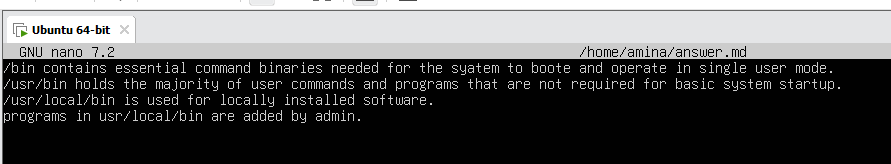 Ubuntu 64-bit
GNU nano 7.2 /home/amina/answer.md
/bin contains essential command binaries needed for the syatem to boote and operate in single user mode.
/usr/bin holds the majority of user commands and programs that are not required for basic system startup.
/usr/local/bin is used for locally installed software.
programs in usr/local/bin are added by admin.